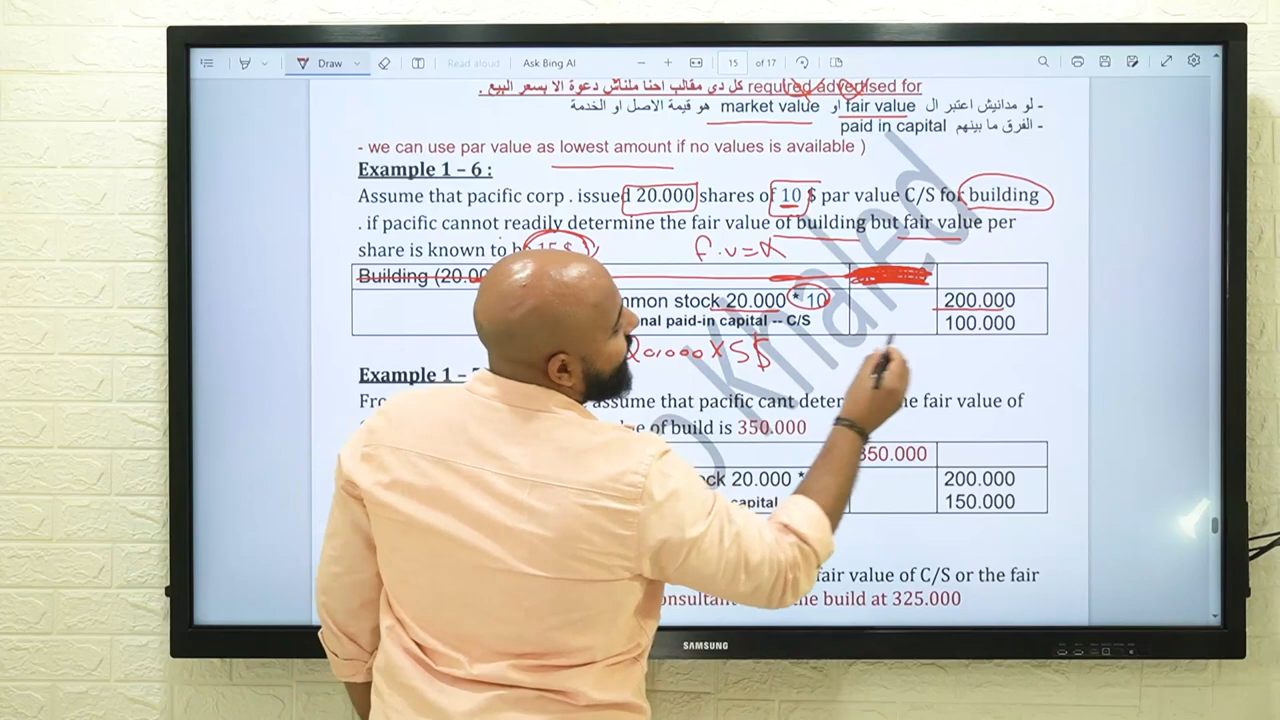 Draw
Read aloud
Ask Bing AI
15
of 17
كل دي مقالب احنا ملناش دعوة الا بسعر البيع . required advertised for
- لو مدانيش اعتبر ال fair value او market value هو قيمة الاصل او الخدمة
- الفرق ما بينهم paid in capital
- we can use par value as lowest amount if no values is available )
Example 1 – 6 :
Assume that pacific corp . issued 20.000 shares of 10 $ par value C/S for building
. if pacific cannot readily determine the fair value of building but fair value per
share is known to be 15 $
f.v = x
Building (20.00
mmon stock 20.000 * 10
200.000
nal paid-in capital -- C/S
100.000
20,000 X 5 $
Example 1 –
Fro
assume that pacific cant deter
he fair value of
of build is 350.000
350.000
ck 20.000 *
200.000
capital
150.000
fair value of C/S or the fair
onsultant
he build at 325.000
O Khaled
SAMSUNG